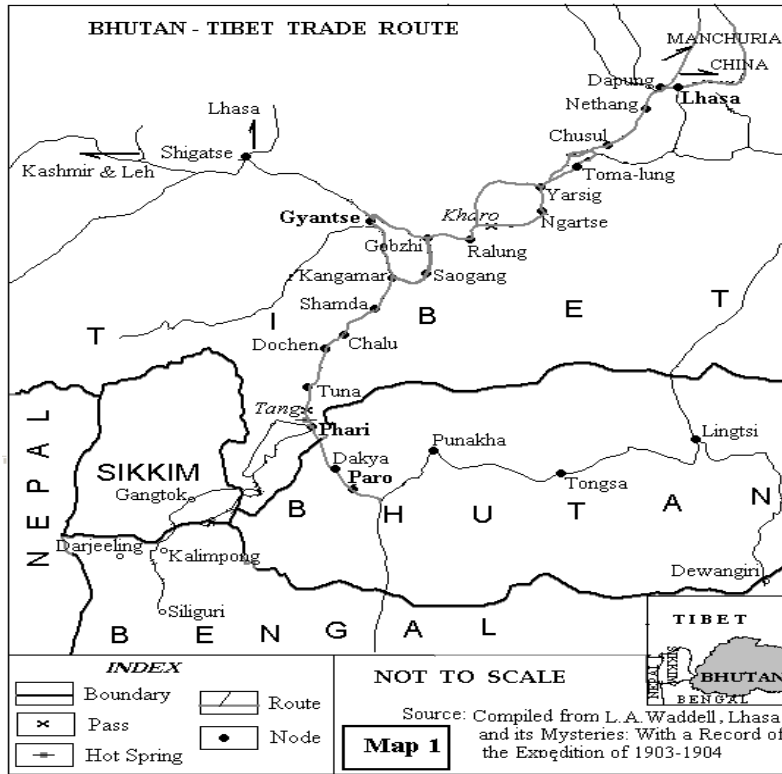 BHUTAN - TIBET TRADE ROUTE
MANCHURIA
CHINA
Dapung
Lhasa
Nethang
Lhasa
Chusul
Shigatse
Kashmir & Leh
Toma-lung
Yarsig
Kharo
Ngartse
Gyantse
Gobzhi
Ralung
Kangamar
Saogang
Shamda
T I B E T
Dochen
Chalu
Tuna
Tang
Phari
Punakha
Lingtsi
NEPAL
SIKKIM
Dakya
Paro
Tongsa
Gangtok
B H U T A N
Darjeeling
Kalimpong
Dewangiri
Siliguri
B E N G A L
TIBET
NEPAL
SIKKIM
BHUTAN
BENGAL
INDEX
Boundary
Route
Pass
Node
Hot Spring
NOT TO SCALE
Map 1
Source: Compiled from L.A.Waddell, Lhasa
and its Mysteries: With a Record of
the Expedition of 1903-1904